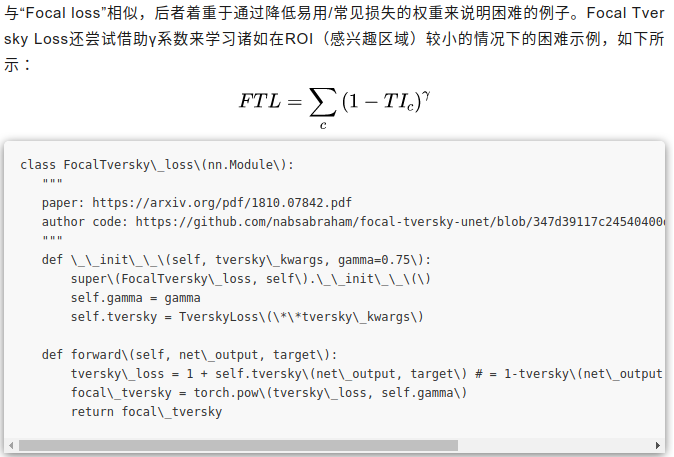 与“Focal loss”相似，后者着重于通过降低易用/常见损失的权重来说明困难的例子。Focal Tver
sky Loss还尝试借助γ系数来学习诸如在ROI（感兴趣区域）较小的情况下的困难示例，如下所
示：
FTL = ∑_c (1 − TI_c)^γ
class FocalTversky\_loss\(nn.Module\):
"""
paper: https://arxiv.org/pdf/1810.07842.pdf
author code: https://github.com/nabsabraham/focal-tversky-unet/blob/347d39117c24540400
"""
def \_\_init\_\_\(self, tversky\_kwargs, gamma=0.75\):
super\(FocalTversky\_loss, self\).\_\_init\_\_\(\)
self.gamma = gamma
self.tversky = TverskyLoss\(\*\*tversky\_kwargs\)
def forward\(self, net\_output, target\):
tversky\_loss = 1 + self.tversky\(net\_output, target\) # = 1-tversky\(net\_output
focal\_tversky = torch.pow\(tversky\_loss, self.gamma\)
return focal\_tversky